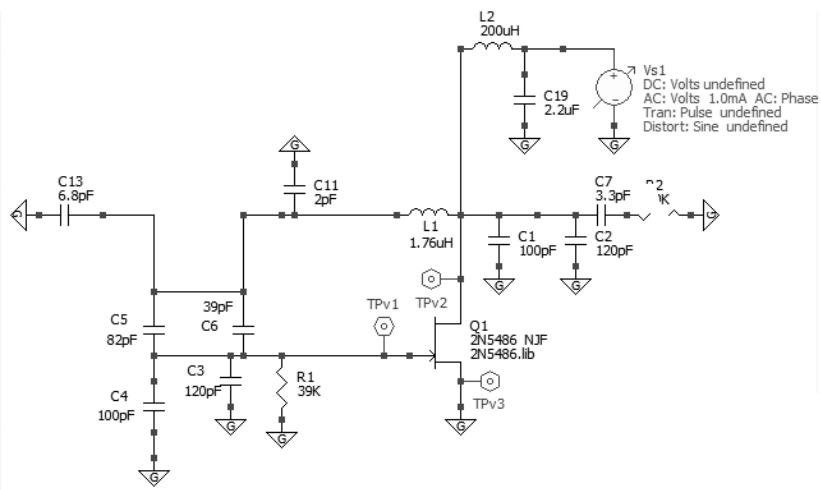 L2
200uH
Vs1
DC: Volts undefined
AC: Volts 1.0mA AC: Phase
Tran: Pulse undefined
Distort: Sine undefined
C19
2.2uF
G
G
G
C13
6.8pF
C11
2pF
C7
3.3pF
G
G
L1
1.76uH
C1
100pF
C2
120pF
G
G
TPv1
TPv2
39pF
C6
C5
82pF
Q1
2N5486 NJF
2N5486.lib
C3
120pF
R1
39K
TPv3
C4
100pF
G
G
G
G